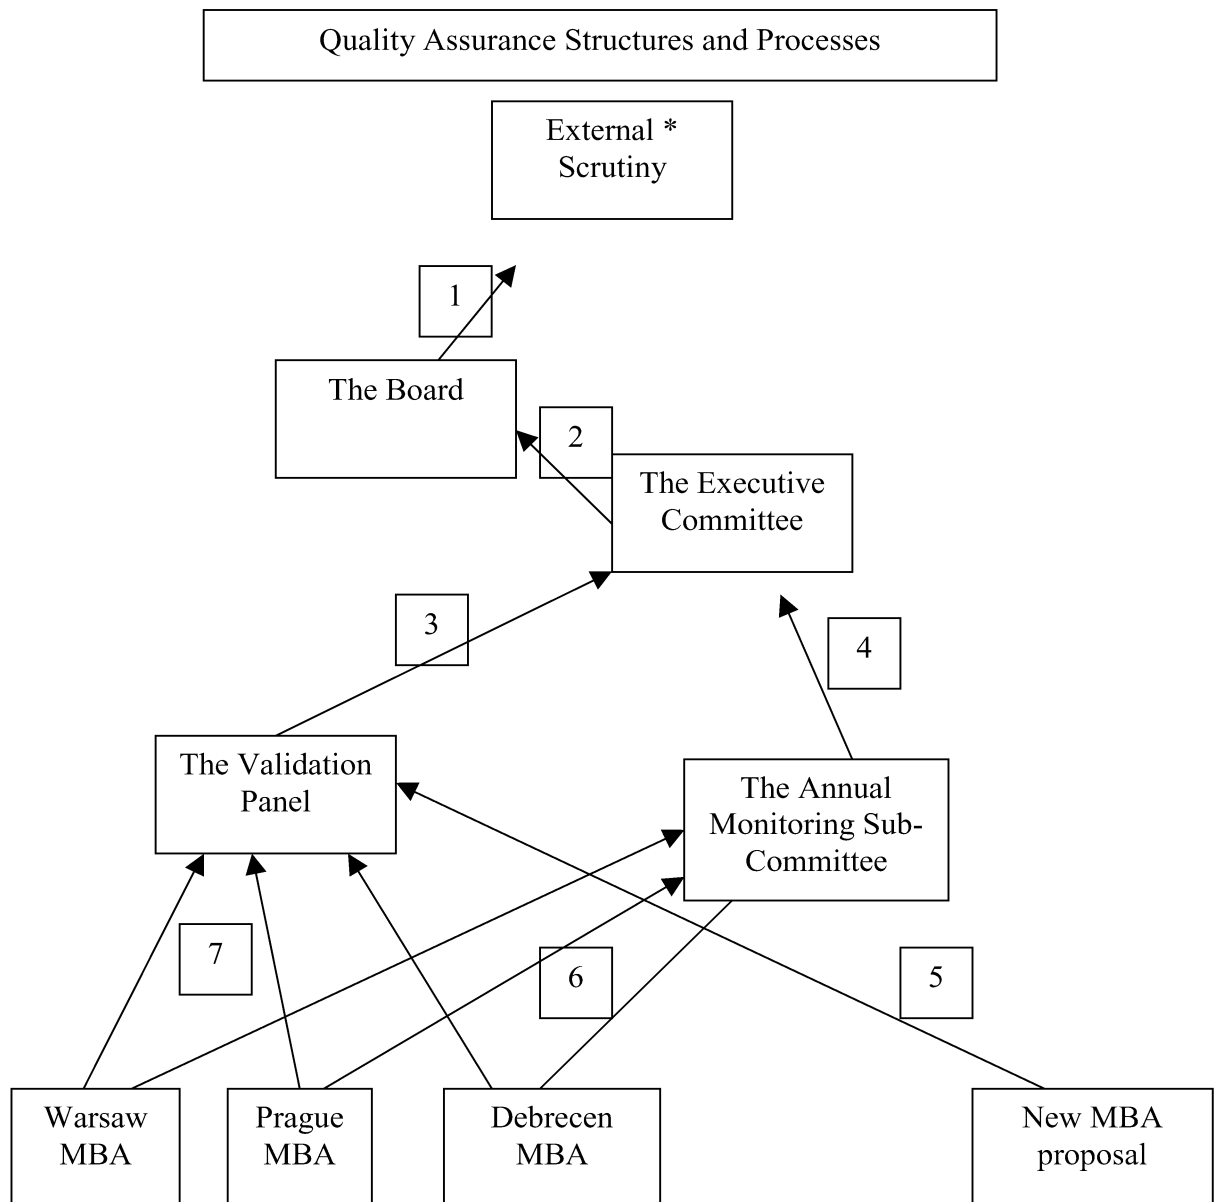 Quality Assurance Structures and Processes
External *
Scrutiny
1
The Board
2
The Executive
Committee
3
4
The Validation
Panel
The Annual
Monitoring Sub-
Committee
7
6
5
Warsaw
MBA
Prague
MBA
Debrecen
MBA
New MBA
proposal